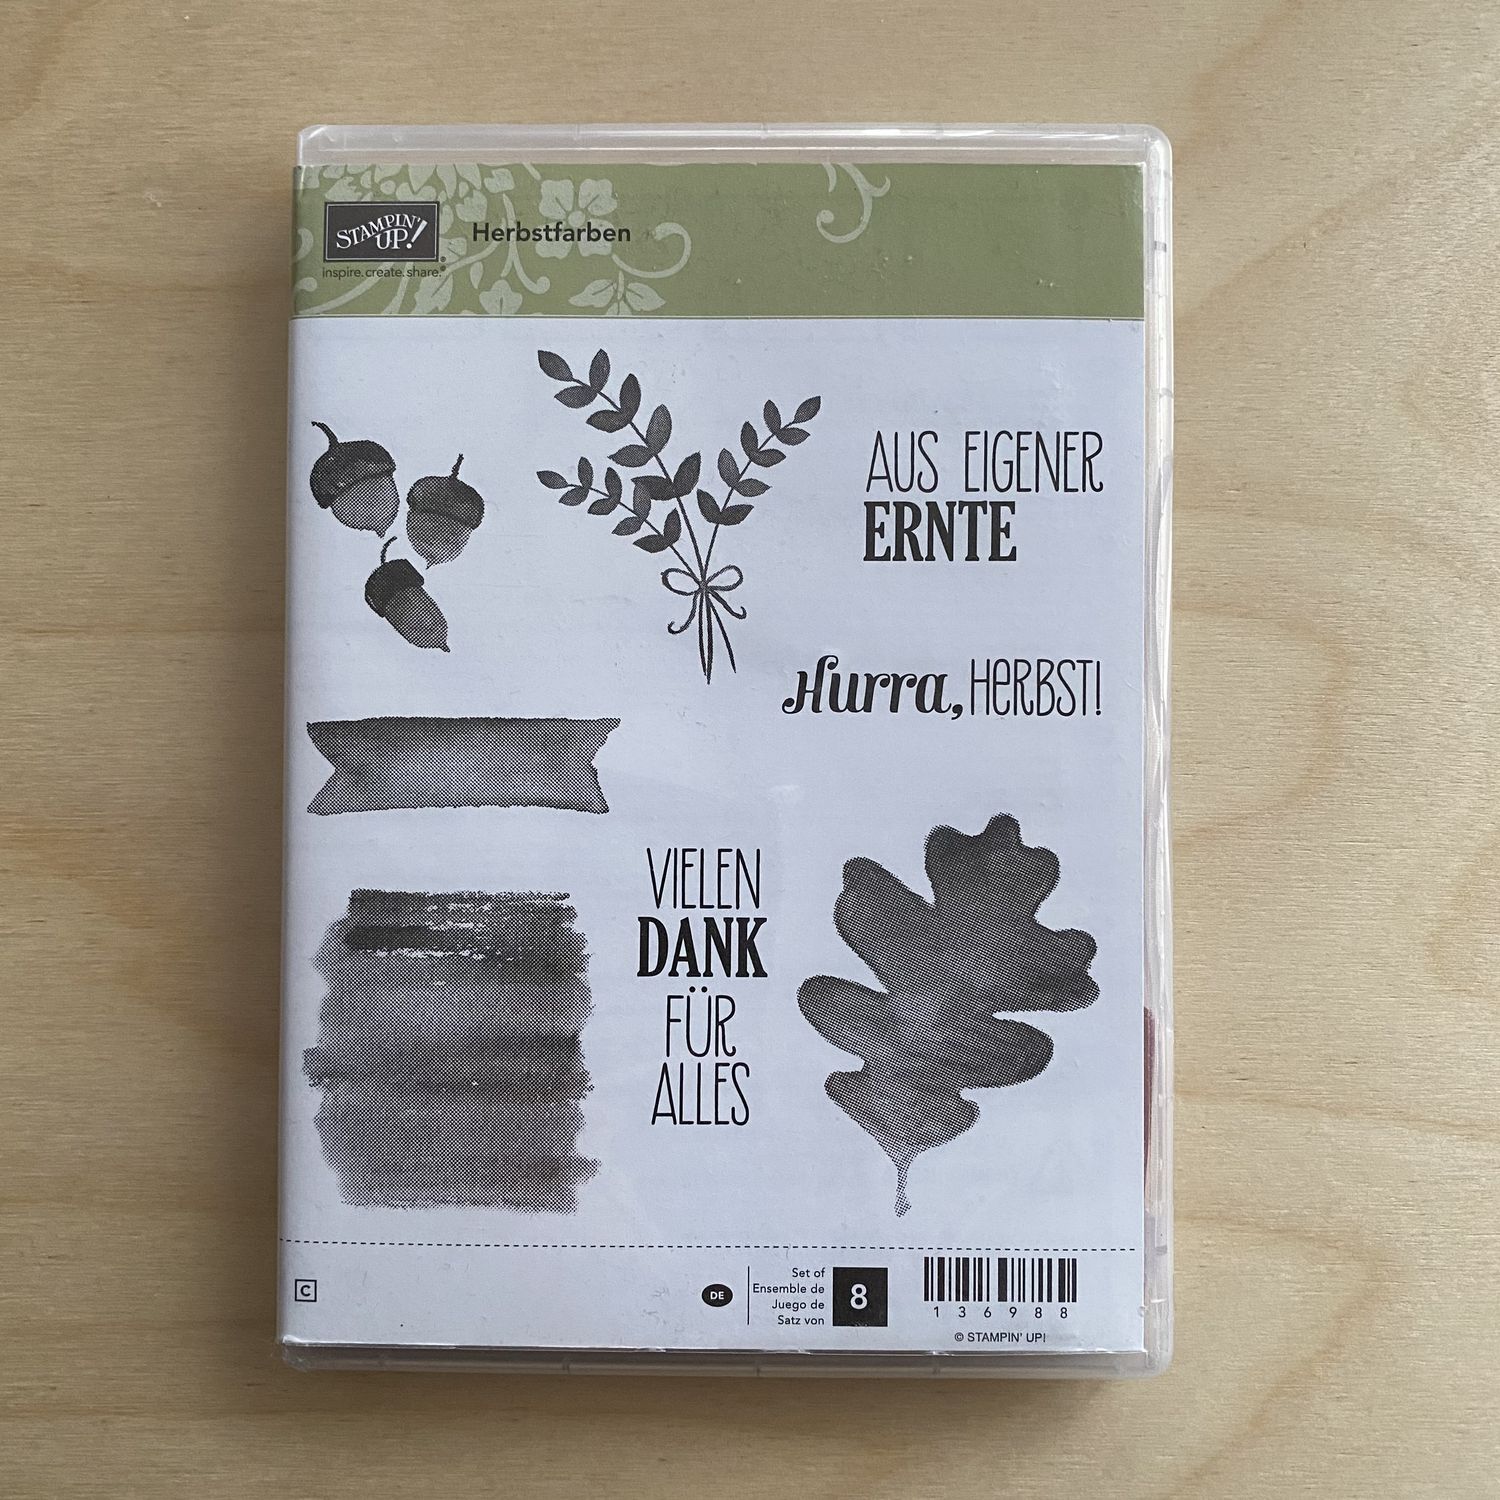 STAMPIN' UP!
inspire. create. share.®
Herbstfarben
AUS EIGENER
ERNTE
Hurra, HERBST!
VIELEN
DANK
FÜR
ALLES
C
DE
Set of
Ensemble de
Juego de
Satz von
8
136988
© STAMPIN' UP!